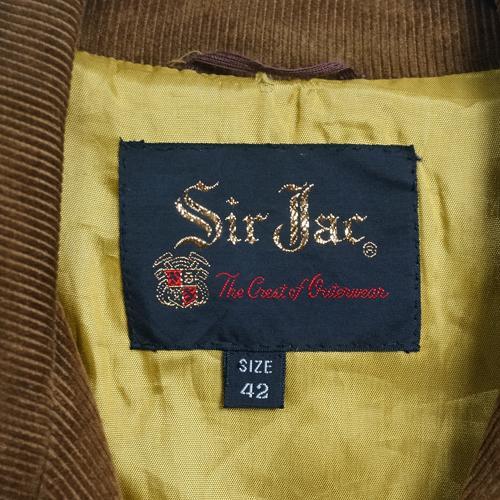 Sir Jac®
The Crest of Outerwear
SIZE
42